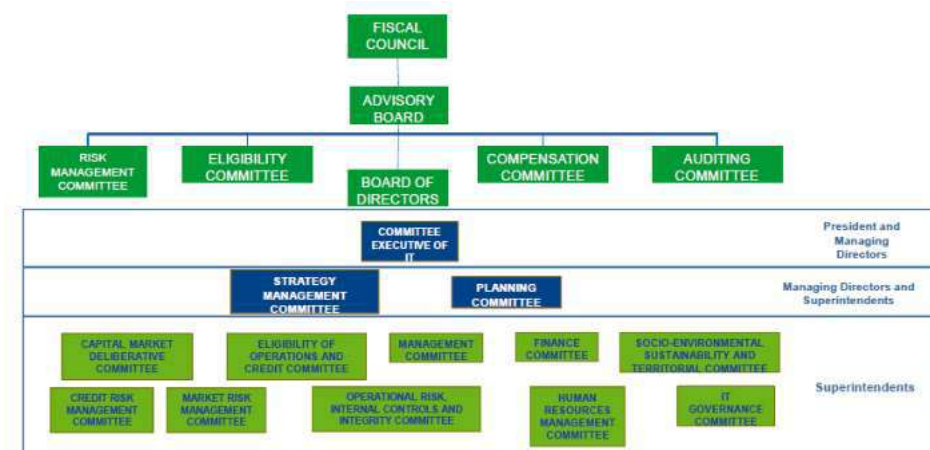 FISCAL
COUNCIL
ADVISORY
BOARD
RISK
MANAGEMENT
COMMITTEE
ELIGIBILITY
COMMITTEE
BOARD OF
DIRECTORS
COMPENSATION
COMMITTEE
AUDITING
COMMITTEE
COMMITTEE
EXECUTIVE OF
IT
President and
Managing
Directors
STRATEGY
MANAGEMENT
COMMITTEE
PLANNING
COMMITTEE
Managing Directors and
Superintendents
CAPITAL MARKET
DELIBERATIVE
COMMITTEE
ELIGIBILITY OF
OPERATIONS AND
CREDIT COMMITTEE
MANAGEMENT
COMMITTEE
FINANCE
COMMITTEE
SOCIO-ENVIRONMENTAL
SUSTAINABILITY AND
TERRITORIAL COMMITTEE
Superintendents
CREDIT RISK
MANAGEMENT
COMMITTEE
MARKET RISK
MANAGEMENT
COMMITTEE
OPERATIONAL RISK,
INTERNAL CONTROLS AND
INTEGRITY COMMITTEE
HUMAN
RESOURCES
MANAGEMENT
COMMITTEE
IT
GOVERNANCE
COMMITTEE